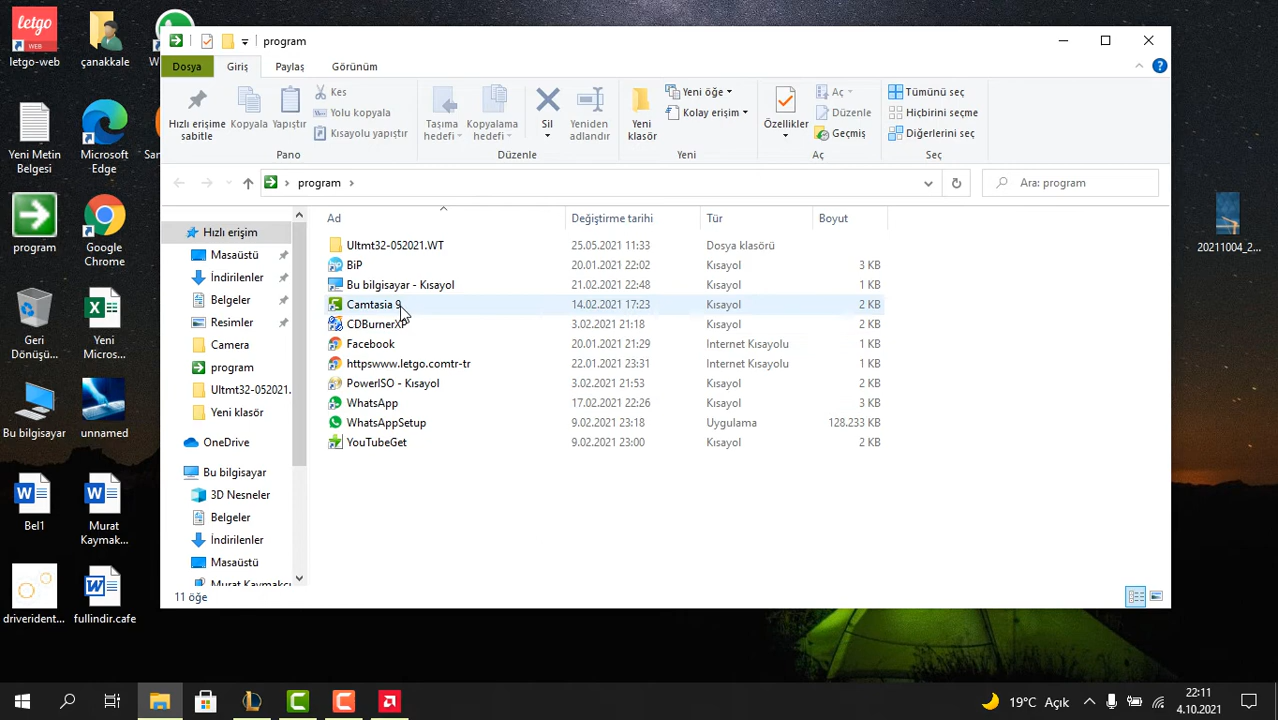 letgo
WEB
letgo-web
çanakkale
W
Yeni Metin
Belgesi
Microsoft
Edge
San
program
Google
Chrome
Geri
Dönüşü...
Yeni
Micros...
Bu bilgisayar
unnamed
Bel1
Murat
Kaymak...
driverident...
fullindir.cafe
20211004_2...
program
Dosya
Giriş
Paylaş
Görünüm
Hızlı erişime
sabitle
Kopyala
Yapıştır
Kes
Yolu kopyala
Kısayolu yapıştır
Pano
Taşıma
hedefi
Kopyalama
hedefi
Sil
Yeniden
adlandır
Düzenle
Yeni
klasör
Yeni öğe
Kolay erişim
Yeni
Özellikler
Aç
Düzenle
Geçmiş
Aç
Tümünü seç
Hiçbirini seçme
Diğerlerini seç
Seç
program
Ara: program
Hızlı erişim
Masaüstü
İndirilenler
Belgeler
Resimler
Camera
program
Ultmt32-052021.
Yeni klasör
OneDrive
Bu bilgisayar
3D Nesneler
Belgeler
İndirilenler
Masaüstü
Murat Kaymakcı
Ad Değiştirme tarihi Tür Boyut
Ultmt32-052021.WT 25.05.2021 11:33 Dosya klasörü
BiP 20.01.2021 22:02 Kısayol 3 KB
Bu bilgisayar - Kısayol 21.02.2021 22:48 Kısayol 1 KB
Camtasia 9 14.02.2021 17:23 Kısayol 2 KB
CDBurnerXP 3.02.2021 21:18 Kısayol 2 KB
Facebook 20.01.2021 21:29 Internet Kısayolu 1 KB
httpswww.letgo.comtr-tr 22.01.2021 23:31 Internet Kısayolu 1 KB
PowerISO - Kısayol 3.02.2021 21:53 Kısayol 2 KB
WhatsApp 17.02.2021 22:26 Kısayol 3 KB
WhatsAppSetup 9.02.2021 23:18 Uygulama 128.233 KB
YouTubeGet 9.02.2021 23:00 Kısayol 2 KB
11 öğe
19°C Açık
22:11
4.10.2021